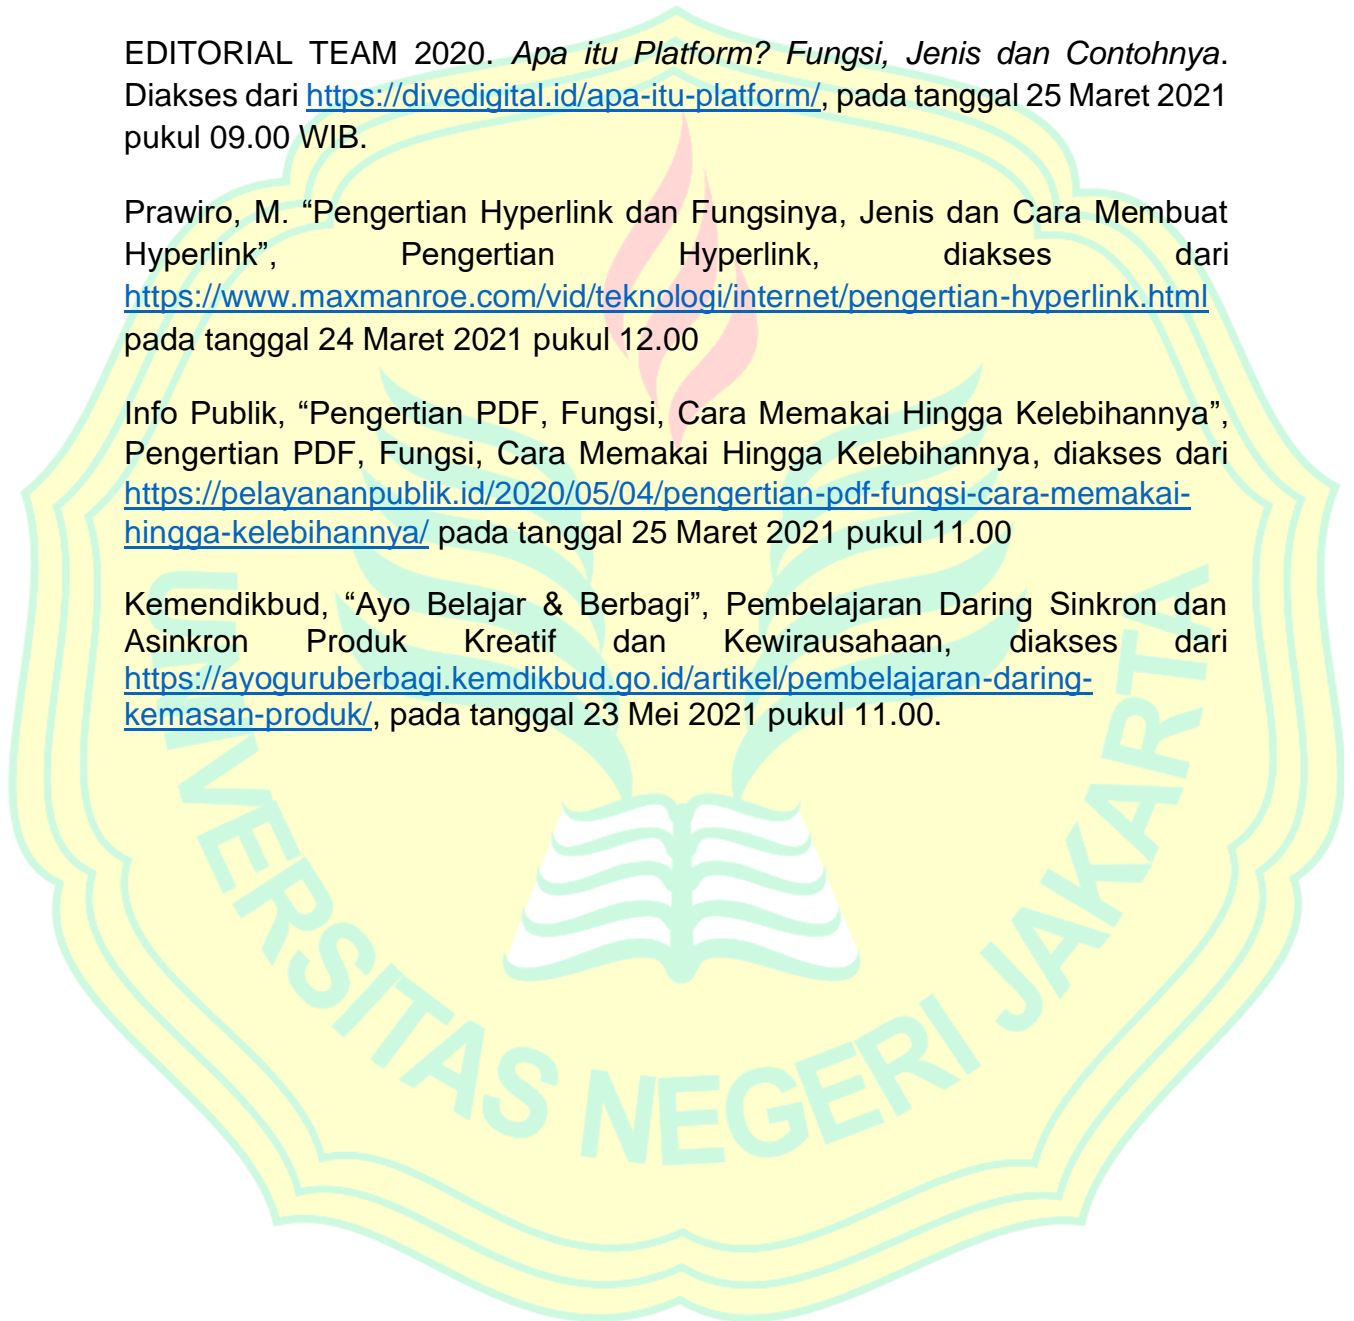 EDITORIAL TEAM 2020. Apa itu Platform? Fungsi, Jenis dan Contohnya.
Diakses dari https://divedigital.id/apa-itu-platform/, pada tanggal 25 Maret 2021
pukul 09.00 WIB.
Prawiro, M. “Pengertian Hyperlink dan Fungsinya, Jenis dan Cara Membuat
Hyperlink”, Pengertian Hyperlink, diakses dari
https://www.maxmanroe.com/vid/teknologi/internet/pengertian-hyperlink.html
pada tanggal 24 Maret 2021 pukul 12.00
Info Publik, “Pengertian PDF, Fungsi, Cara Memakai Hingga Kelebihannya”,
Pengertian PDF, Fungsi, Cara Memakai Hingga Kelebihannya, diakses dari
https://pelayananpublik.id/2020/05/04/pengertian-pdf-fungsi-cara-memakai-
hingga-kelebihannya/ pada tanggal 25 Maret 2021 pukul 11.00
Kemendikbud, “Ayo Belajar & Berbagi”, Pembelajaran Daring Sinkron dan
Asinkron Produk Kreatif dan Kewirausahaan, diakses dari
https://ayoguruberbagi.kemdikbud.go.id/artikel/pembelajaran-daring-
kemasan-produk/, pada tanggal 23 Mei 2021 pukul 11.00.
UNIVERSITAS NEGERI JAKARTA